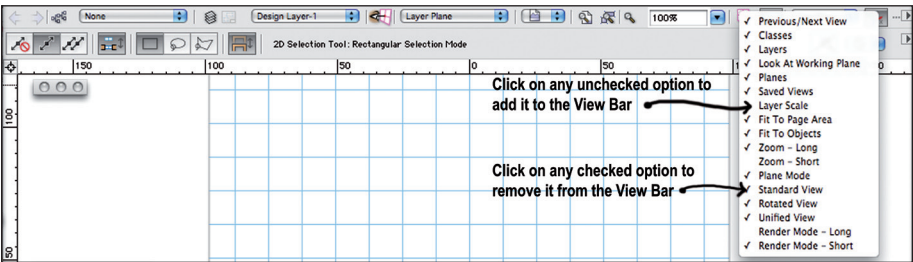 None
Design Layer-1
Layer Plane
100%
2D Selection Tool: Rectangular Selection Mode
150
100
50
0
50
0
100
50
Click on any unchecked option to
add it to the View Bar
Click on any checked option to
remove it from the View Bar
✓ Previous/Next View
✓ Classes
✓ Layers
✓ Look At Working Plane
✓ Planes
✓ Saved Views
Layer Scale
✓ Fit To Page Area
✓ Fit To Objects
✓ Zoom – Long
Zoom – Short
✓ Plane Mode
✓ Standard View
✓ Rotated View
✓ Unified View
Render Mode – Long
✓ Render Mode – Short